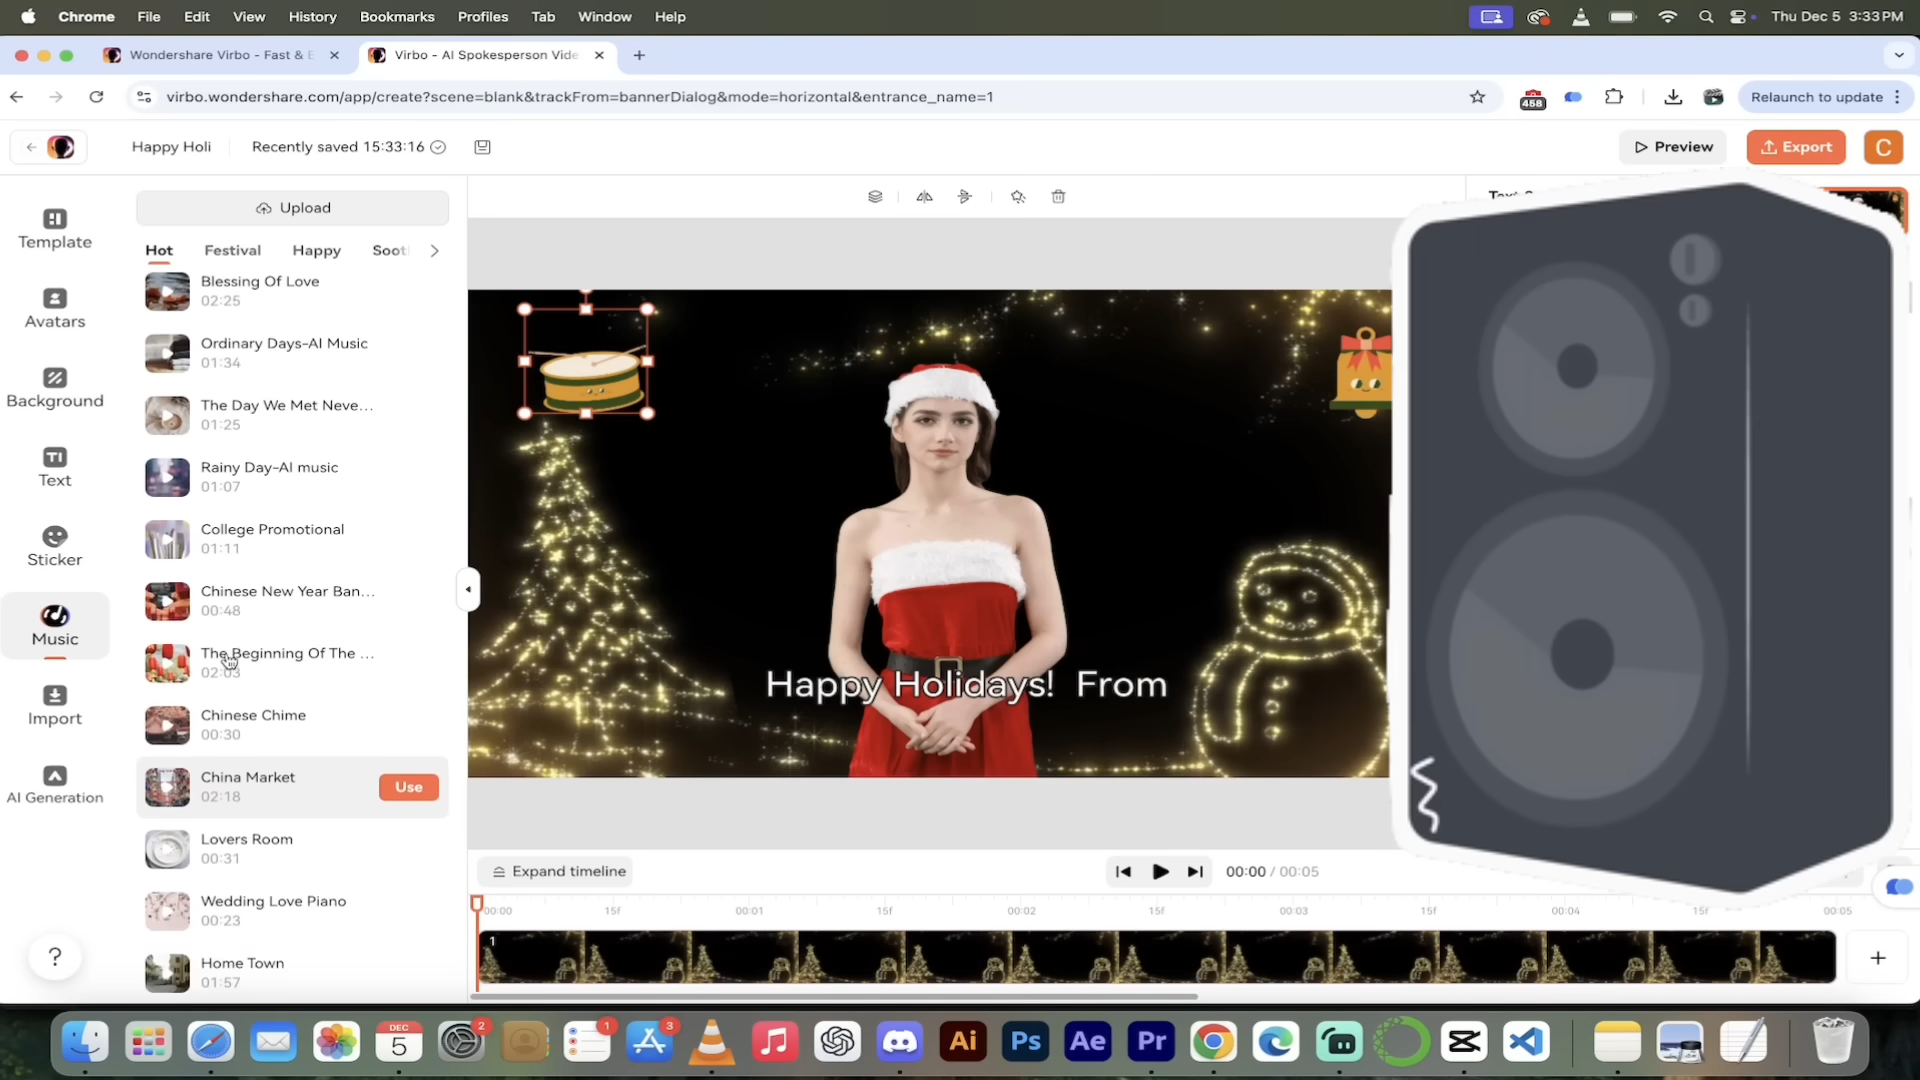 Chrome File Edit View History Bookmarks Profiles Tab Window Help Thu Dec 5 3:33 PM
Wondershare Virbo - Fast & E Virbo - AI Spokesperson Vide
virbo.wondershare.com/app/create?scene=blank&trackFrom=bannerDialog&mode=horizontal&entrance_name=1 458 Relaunch to update
Happy Holi Recently saved 15:33:16 Preview Export C
Template
Avatars
Background
TI
Text
Sticker
Music
Import
AI Generation
?
Upload
Hot Festival Happy Soot
Blessing Of Love
02:25
Ordinary Days-AI Music
01:34
The Day We Met Neve...
01:25
Rainy Day-AI music
01:07
College Promotional
01:11
Chinese New Year Ban...
00:48
The Beginning Of The ...
02:03
Chinese Chime
00:30
China Market
02:18
Use
Lovers Room
00:31
Wedding Love Piano
00:23
Home Town
01:57
Happy Holidays! From
Expand timeline 00:00 / 00:05
00:00 15f 00:01 15f 00:02 15f 00:03 15f 00:04 15f 00:05
1
DEC
5
2
1
3
Ai Ps Ae Pr